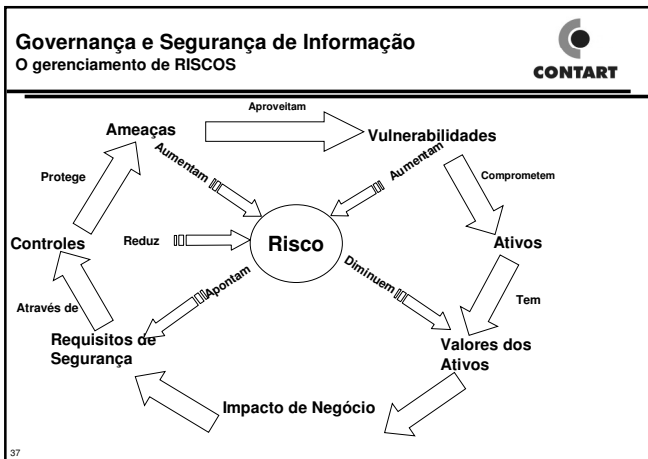 Governança e Segurança de Informação
O gerenciamento de RISCOS
CONTART
Aproveitam
Ameaças
Vulnerabilidades
Aumentam
Aumentam
Protege
Comprometem
Controles
Reduz
Risco
Ativos
Apontam
Diminuem
Através de
Tem
Requisitos de
Segurança
Valores dos
Ativos
Impacto de Negócio
37